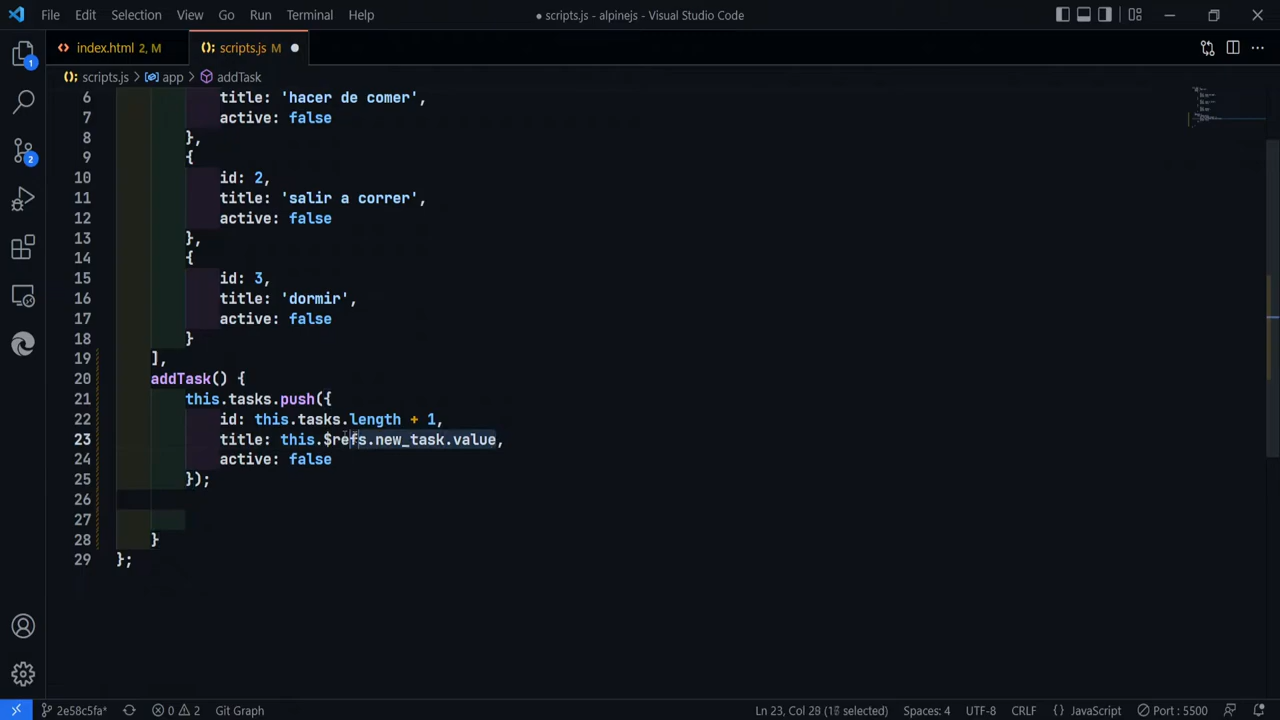 File Edit Selection View Go Run Terminal Help
● scripts.js - alpinejs - Visual Studio Code
index.html 2, M
scripts.js M
scripts.js > app > addTask
6 title: 'hacer de comer',
7 active: false
8 },
9 {
10 id: 2,
11 title: 'salir a correr',
12 active: false
13 },
14 {
15 id: 3,
16 title: 'dormir',
17 active: false
18 }
19 ],
20 addTask() {
21 this.tasks.push({
22 id: this.tasks.length + 1,
23 title: this.$refs.new_task.value,
24 active: false
25 });
26
27
28 }
29 };
1
2
2e58c5fa* 0 2 Git Graph
Ln 23, Col 28 (18 selected) Spaces: 4 UTF-8 CRLF {} JavaScript Port : 5500